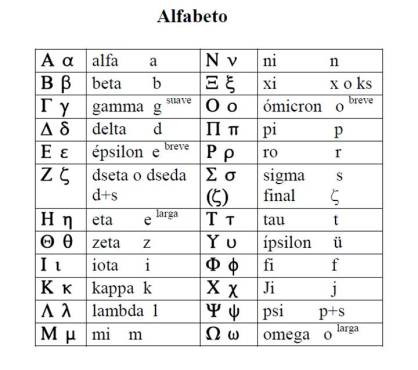 Alfabeto
Α α alfa a
Β β beta b
Γ γ gamma g suave
Δ δ delta d
Ε ε épsilon e breve
Ζ ζ dseta o dseda
d+s
Η η eta e larga
Θ θ zeta z
Ι ι iota i
Κ κ kappa k
Λ λ lambda l
Μ μ mi m
Ν ν ni n
Ξ ξ xi x o ks
Ο ο ómicron o breve
Π π pi p
Ρ ρ ro r
Σ σ sigma s
(ζ) final ζ
Τ τ tau t
Υ υ ípsilon ü
Φ ϕ fi f
Χ χ Ji j
Ψ ψ psi p+s
Ω ω omega o larga